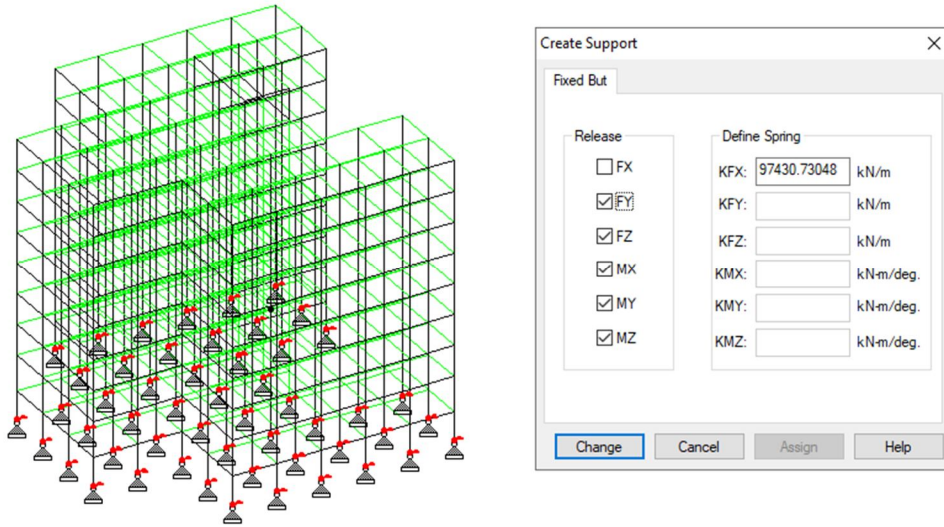 Create Support
Fixed But
Release
FX
FY
FZ
MX
MY
MZ
Define Spring
KFX: 97430.73048 kN/m
KFY: kN/m
KFZ: kN/m
KMX: kN-m/deg.
KMY: kN-m/deg.
KMZ: kN-m/deg.
Change Cancel Assign Help